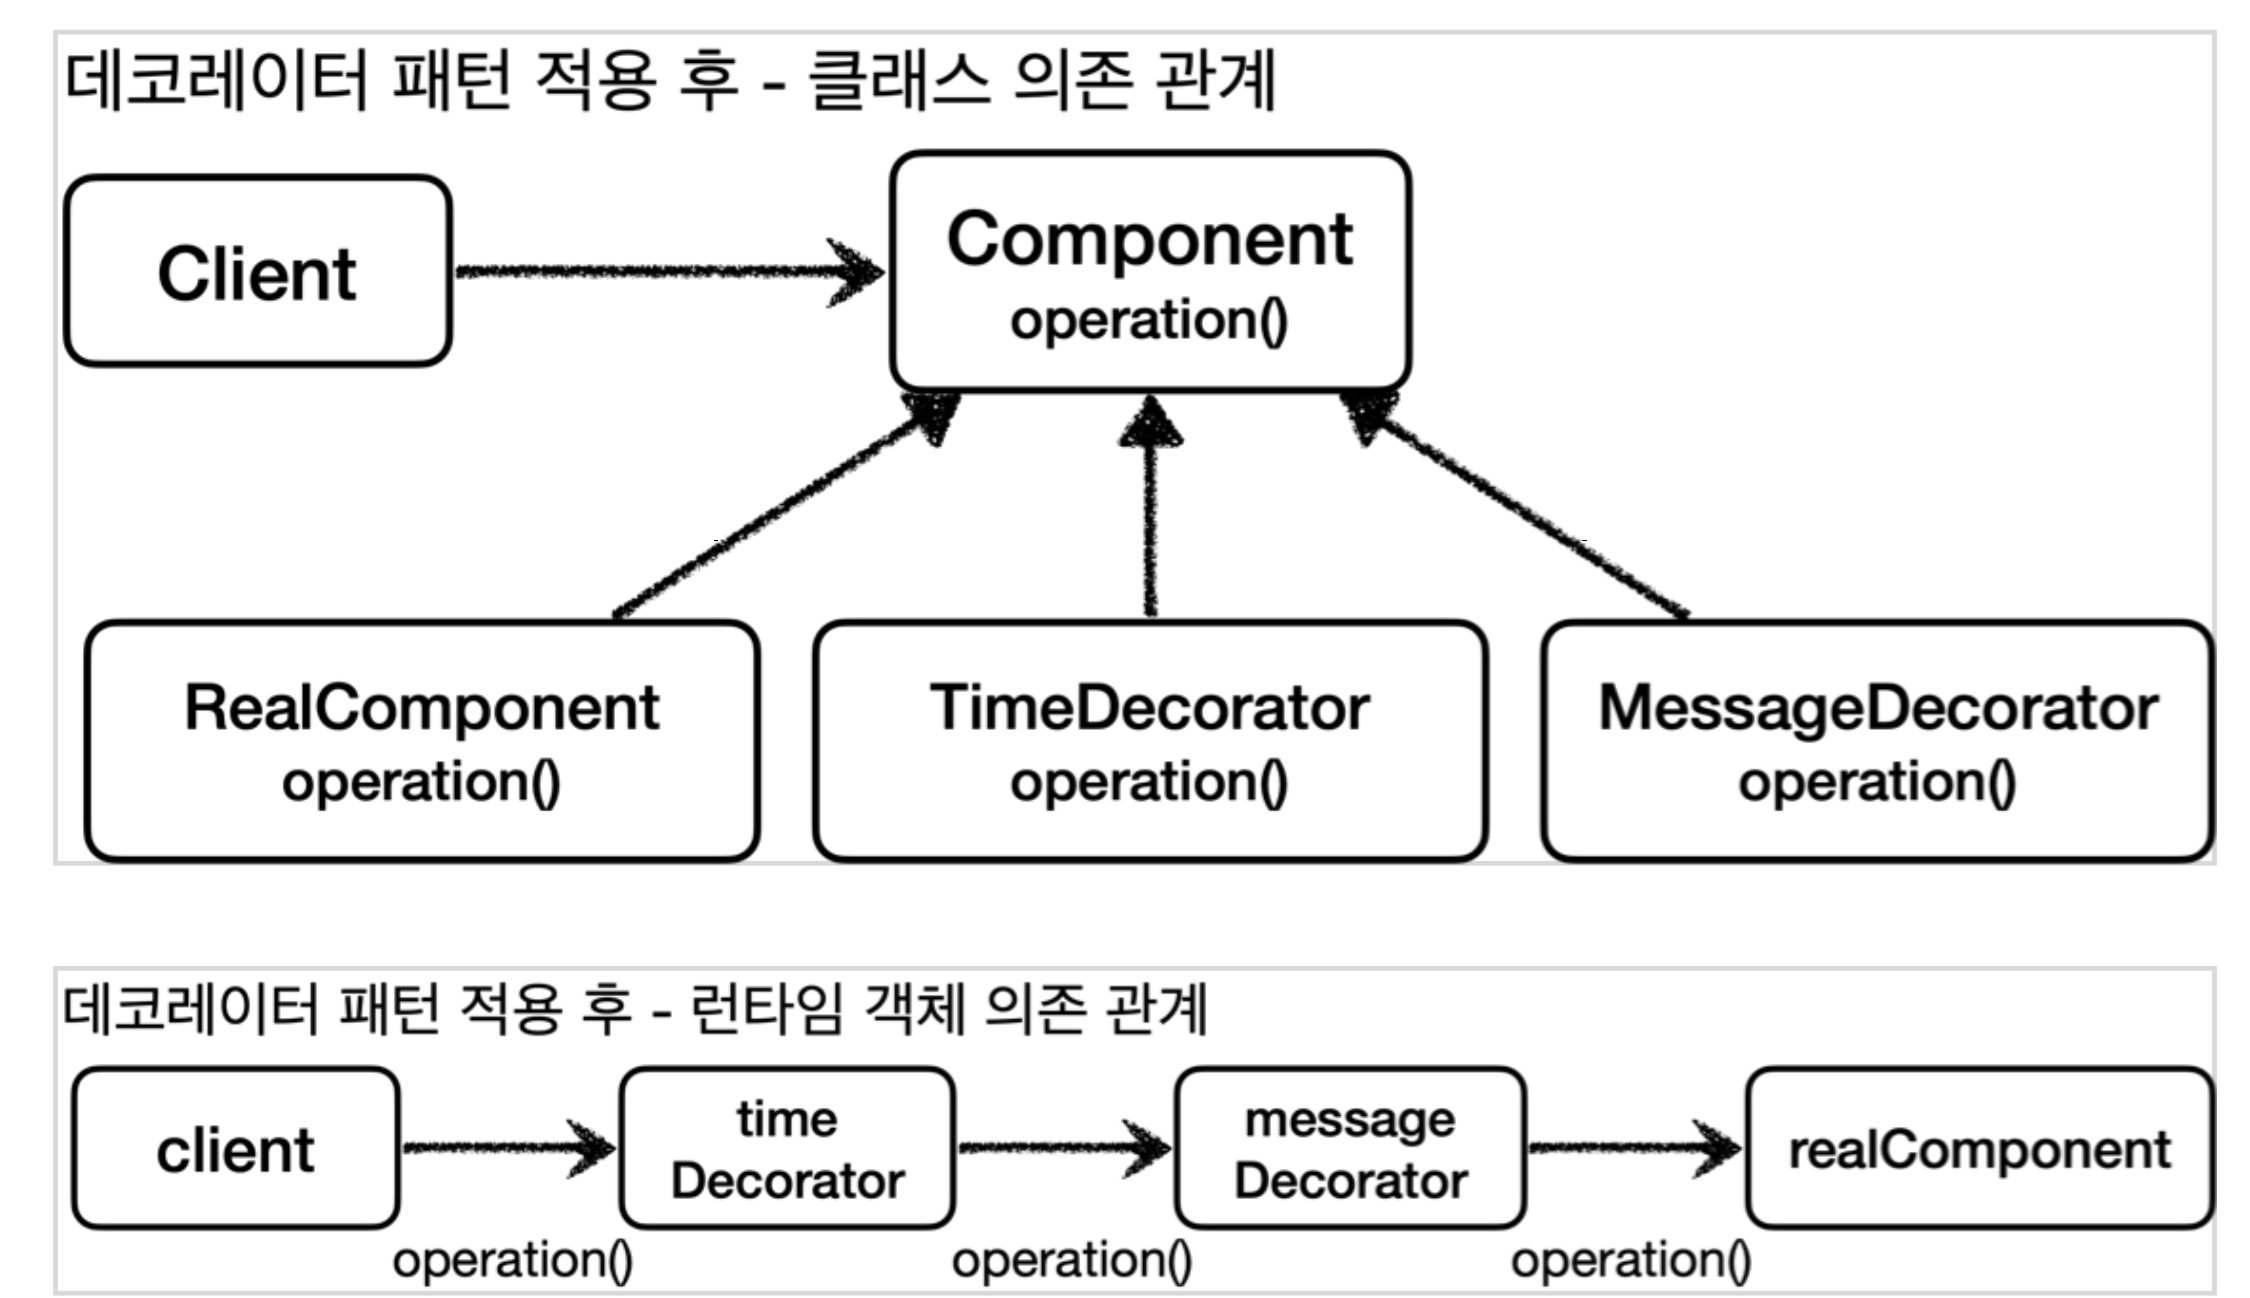 데코레이터 패턴 적용 후 - 클래스 의존 관계
Client
Component
operation()
RealComponent
operation()
TimeDecorator
operation()
MessageDecorator
operation()
데코레이터 패턴 적용 후 - 런타임 객체 의존 관계
client
time
Decorator
message
Decorator
realComponent
operation()
operation()
operation()